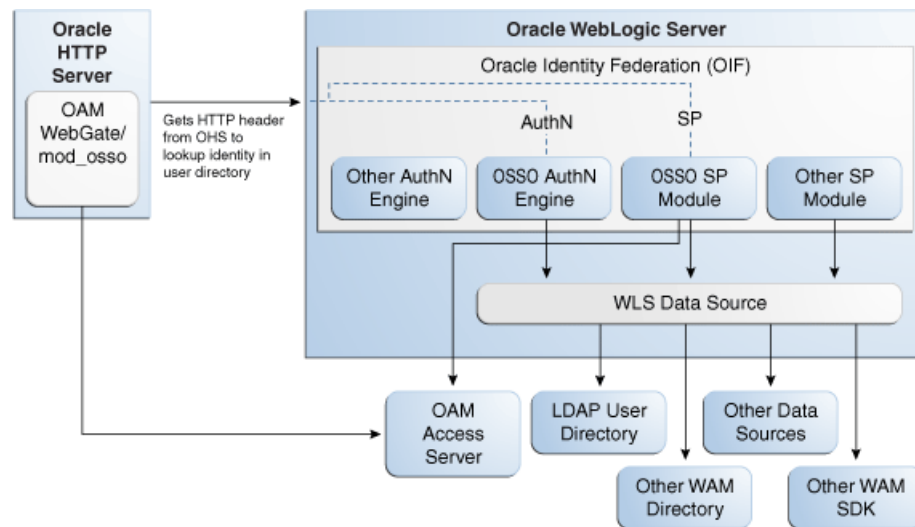 Oracle
HTTP
Server
OAM
WebGate/
mod_osso
Gets HTTP header
from OHS to
lookup identity in
user directory
Oracle WebLogic Server
Oracle Identity Federation (OIF)
AuthN
SP
Other AuthN
Engine
OSSO AuthN
Engine
OSSO SP
Module
Other SP
Module
WLS Data Source
OAM
Access
Server
LDAP User
Directory
Other Data
Sources
Other WAM
Directory
Other WAM
SDK